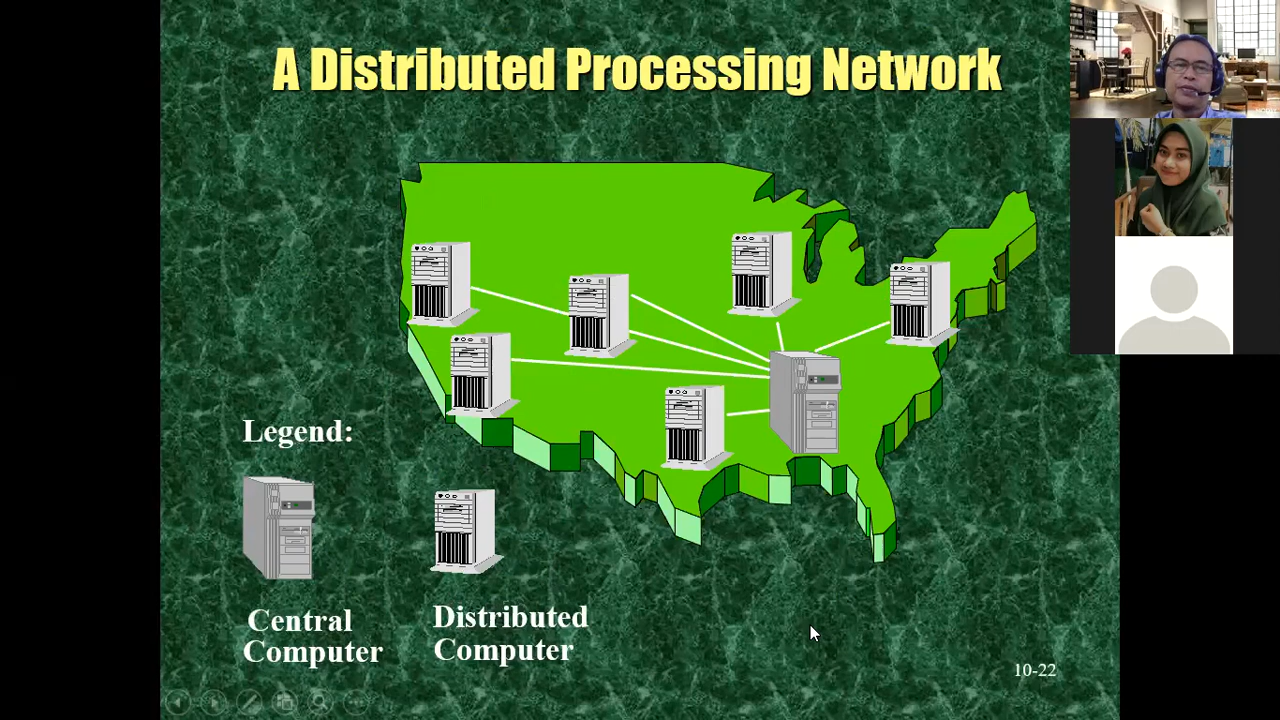 A Distributed Processing Network
Legend:
Central
Computer
Distributed
Computer
10-22